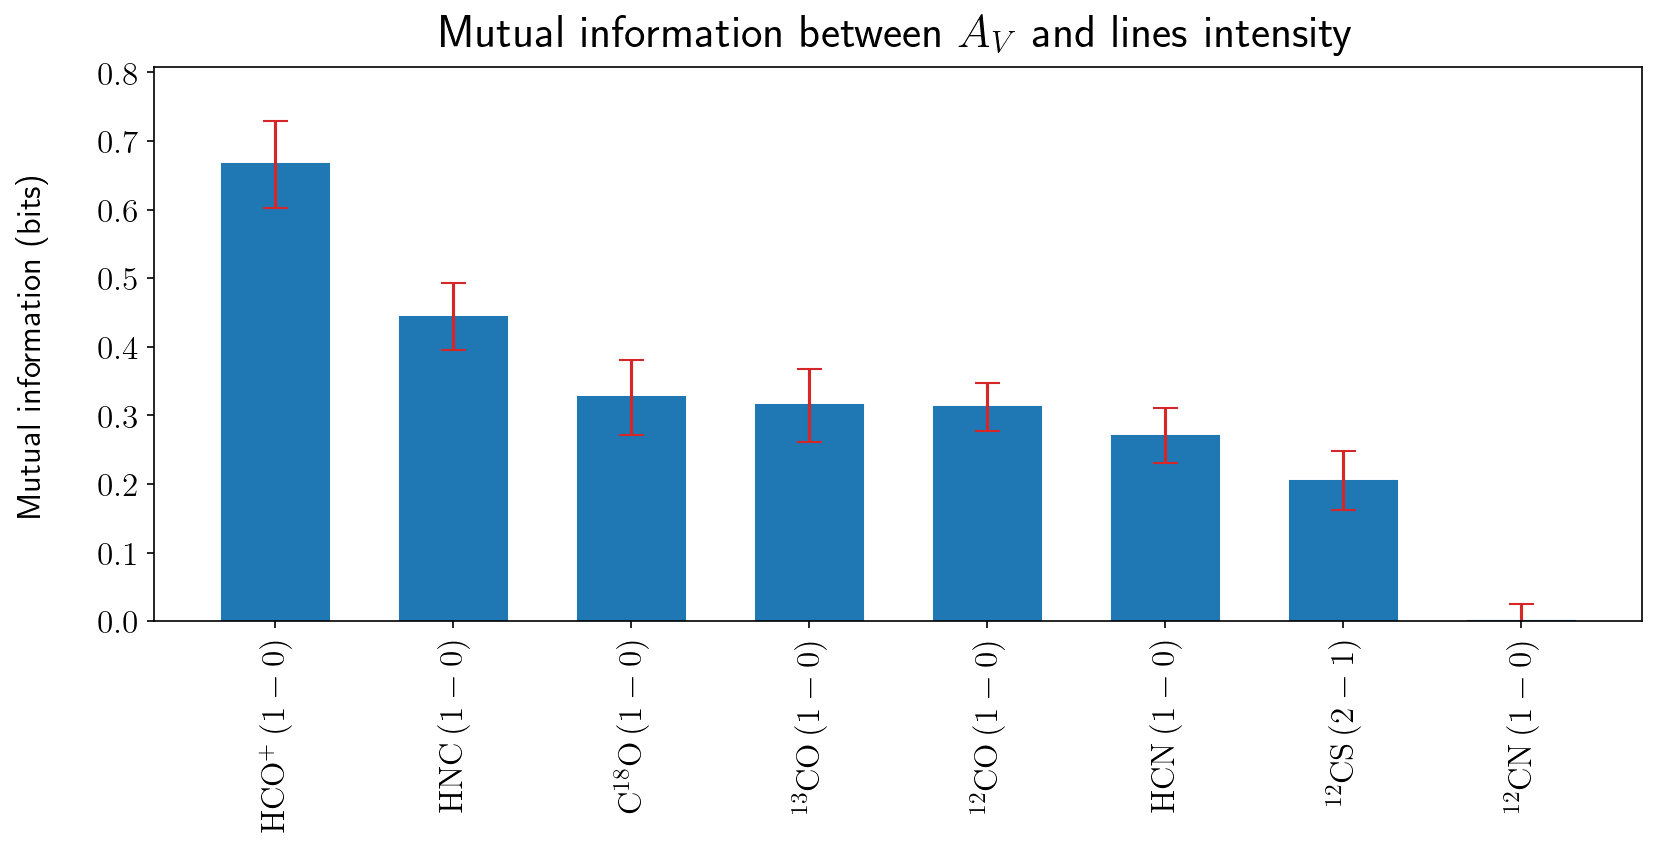 Mutual information between $A_V$ and lines intensity
Mutual information (bits)
0.8
0.7
0.6
0.5
0.4
0.3
0.2
0.1
0.0
HCO⁺ (1 − 0)
HNC (1 − 0)
C¹⁸O (1 − 0)
¹³CO (1 − 0)
¹²CO (1 − 0)
HCN (1 − 0)
¹²CS (2 − 1)
¹²CN (1 − 0)